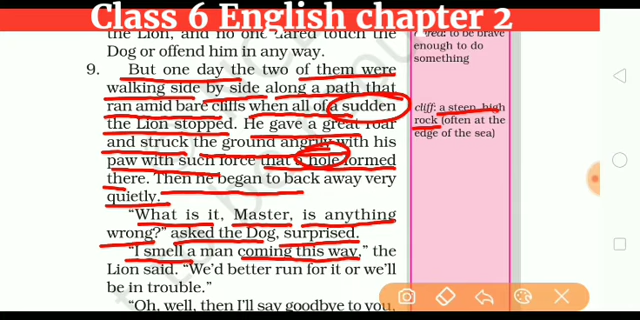 Class 6 English chapter 2
the Lion, and no one dared touch the
Dog or offend him in any way.
9. But one day the two of them were
walking side by side along a path that
ran amid bare cliffs when all of a sudden
the Lion stopped. He gave a great roar
and struck the ground angrily with his
paw with such force that a hole formed
there. Then he began to back away very
quietly.
"What is it, Master, is anything
wrong?" asked the Dog, surprised.
"I smell a man coming this way," the
Lion said. "We'd better run for it or we'll
be in trouble."
"Oh, well, then I'll say goodbye to you,
dared: to be brave
enough to do
something
cliff: a steep, high
rock (often at the
edge of the sea)